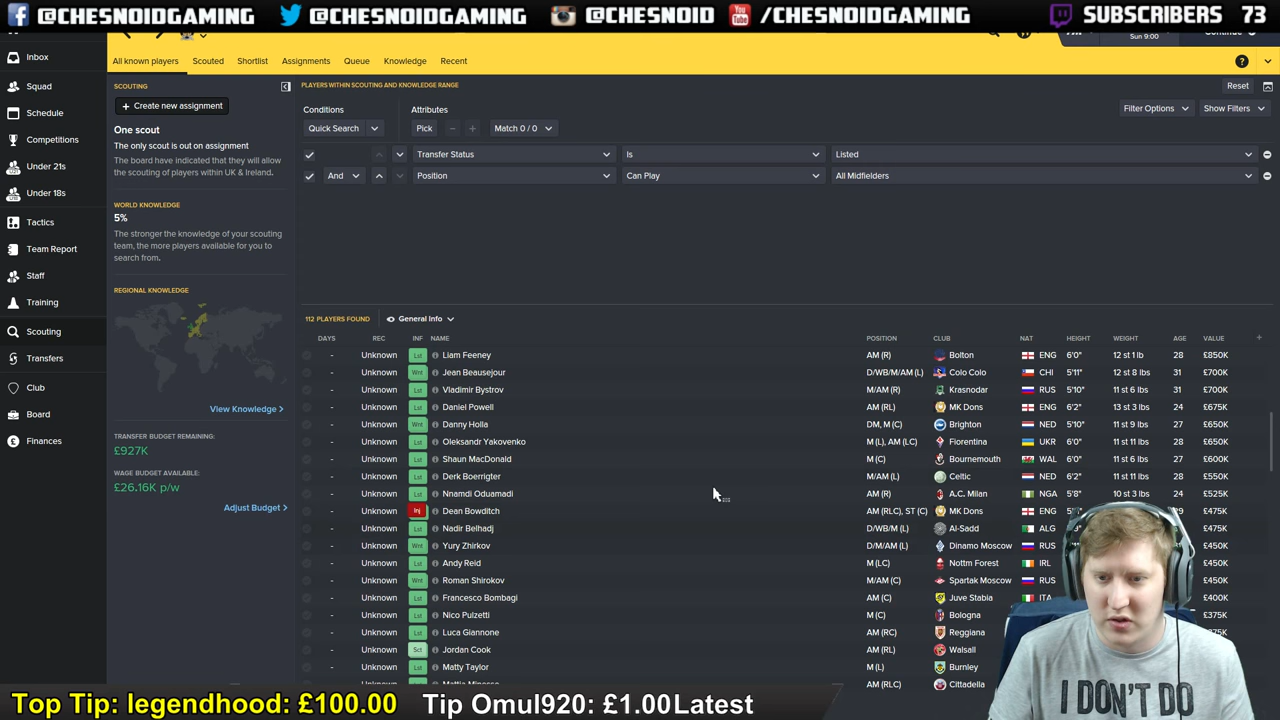 @CHESNOIDGAMING @CHESNOIDGAMING @CHESNOID /CHESNOIDGAMING SUBSCRIBERS 73
Sun 9:00
Inbox
Squad
Schedule
Competitions
Under 21s
Under 18s
Tactics
Team Report
Staff
Training
Scouting
Transfers
Club
Board
Finances
All known players Scouted Shortlist Assignments Queue Knowledge Recent
SCOUTING
Create new assignment
One scout
The only scout is out on assignment
The board have indicated that they will allow
the scouting of players within UK & Ireland.
WORLD KNOWLEDGE
5%
The stronger the knowledge of your scouting
team, the more players available for you to
search from.
REGIONAL KNOWLEDGE
View Knowledge >
TRANSFER BUDGET REMAINING:
£927K
WAGE BUDGET AVAILABLE:
£26.16K p/w
Adjust Budget >
PLAYERS WITHIN SCOUTING AND KNOWLEDGE RANGE
Reset
Conditions Attributes
Filter Options Show Filters
Quick Search Pick Match 0 / 0
Transfer Status Is Listed
And Position Can Play All Midfielders
112 PLAYERS FOUND General Info
DAYS REC INF NAME POSITION CLUB NAT HEIGHT WEIGHT AGE VALUE
- Unknown Lst Liam Feeney AM (R) Bolton ENG 6'0" 12 st 1 lb 28 £850K
- Unknown Wnt Jean Beausejour D/WB/M/AM (L) Colo Colo CHI 5'11" 12 st 8 lbs 31 £700K
- Unknown Lst Vladimir Bystrov M/AM (R) Krasnodar RUS 5'10" 11 st 6 lbs 31 £700K
- Unknown Lst Daniel Powell AM (RL) MK Dons ENG 6'2" 13 st 3 lbs 24 £675K
- Unknown Wnt Danny Holla DM, M (C) Brighton NED 5'10" 11 st 9 lbs 27 £650K
- Unknown Lst Oleksandr Yakovenko M (L), AM (LC) Fiorentina UKR 6'0" 11 st 11 lbs 28 £650K
- Unknown Lst Shaun MacDonald M (C) Bournemouth WAL 6'0" 11 st 6 lbs 27 £600K
- Unknown Lst Derk Boerrigter M/AM (L) Celtic NED 6'2" 11 st 11 lbs 28 £550K
- Unknown Lst Nnamdi Oduamadi AM (R) A.C. Milan NGA 5'8" 10 st 3 lbs 24 £525K
- Unknown Inj Dean Bowditch AM (RLC), ST (C) MK Dons ENG £475K
- Unknown Lst Nadir Belhadj D/WB/M (L) Al-Sadd ALG £475K
- Unknown Wnt Yury Zhirkov D/M/AM (L) Dinamo Moscow RUS £450K
- Unknown Lst Andy Reid M (LC) Nottm Forest IRL £450K
- Unknown Wnt Roman Shirokov M/AM (C) Spartak Moscow RUS £450K
- Unknown Lst Francesco Bombagi AM (C) Juve Stabia ITA £400K
- Unknown Lst Nico Pulzetti M (C) Bologna £375K
- Unknown Lst Luca Giannone AM (RC) Reggiana
- Unknown Sct Jordan Cook AM (RL) Walsall
- Unknown Lst Matty Taylor M (L) Burnley
AM (RLC) Cittadella
I DON'T DO
Top Tip: legendhood: £100.00 Tip Omul920: £1.00Latest